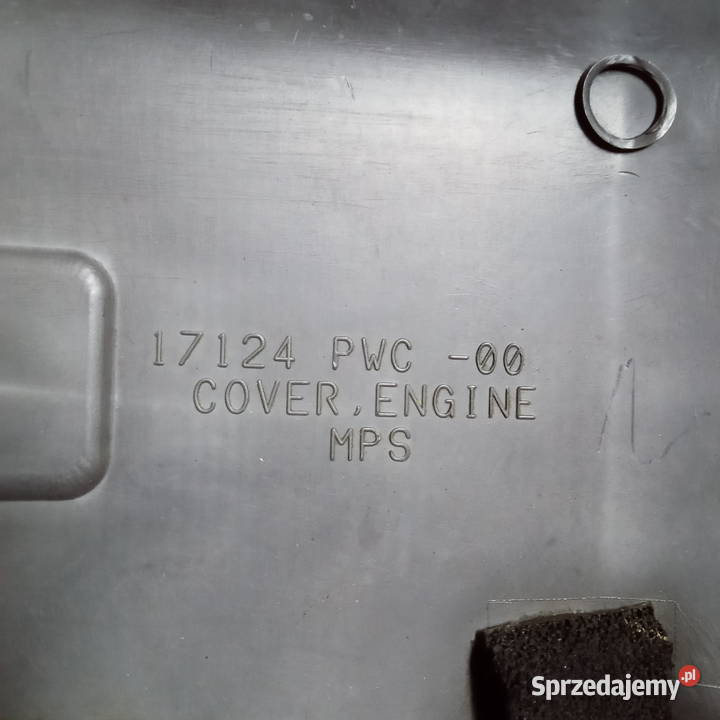 17124 PWC -00
COVER, ENGINE
MPS
Sprzedajemy.pl